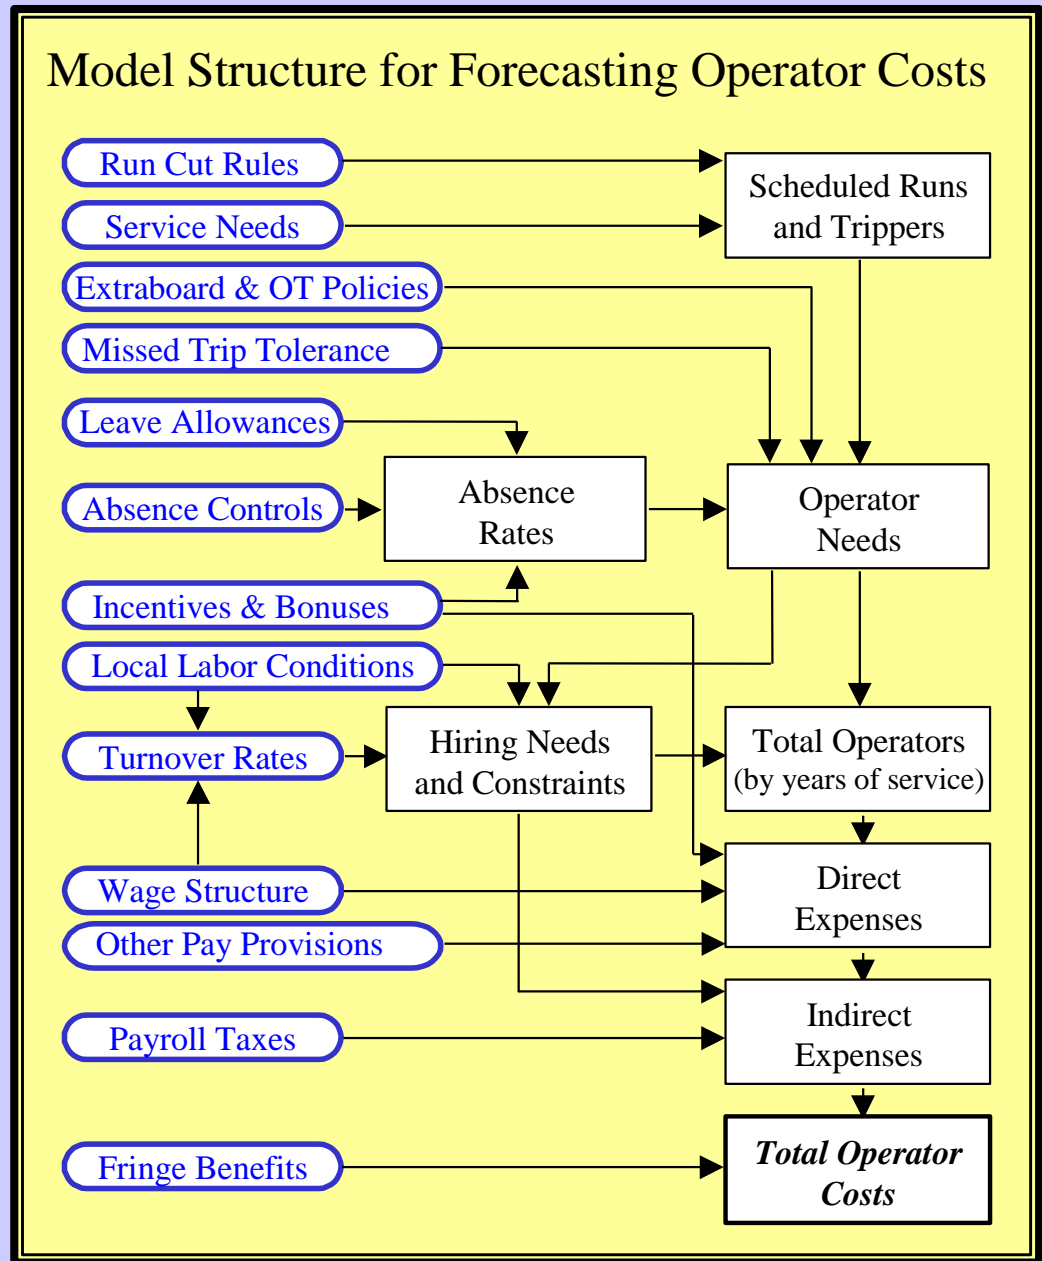 Model Structure for Forecasting Operator Costs
Run Cut Rules
Scheduled Runs
and Trippers
Service Needs
Extraboard & OT Policies
Missed Trip Tolerance
Leave Allowances
Absence Controls
Absence
Rates
Operator
Needs
Incentives & Bonuses
Local Labor Conditions
Turnover Rates
Hiring Needs
and Constraints
Total Operators
(by years of service)
Wage Structure
Direct
Expenses
Other Pay Provisions
Payroll Taxes
Indirect
Expenses
Fringe Benefits
Total Operator
Costs